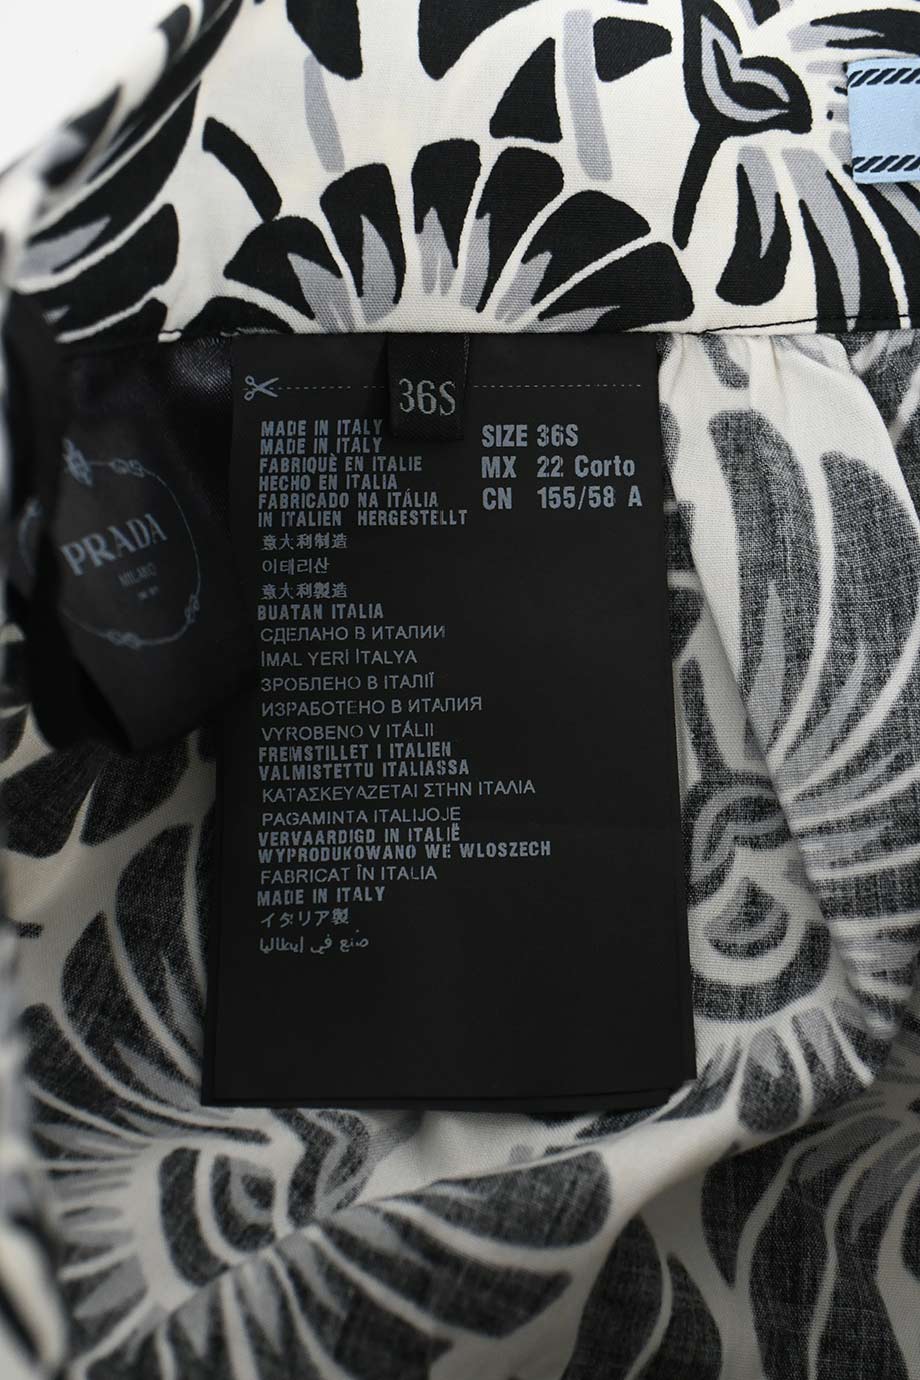 36S
MADE IN ITALY
MADE IN ITALY
FABRIQUÈ EN ITALIE
HECHO EN ITALIA
FABRICADO NA ITÁLIA
IN ITALIEN HERGESTELLT
意大利制造
이테리산
意大利製造
BUATAN ITALIA
СДЕЛАНО В ИТАЛИИ
İMAL YERİ İTALYA
ЗРОБЛЕНО В ІТАЛІЇ
ИЗРАБОТЕНО В ИТАЛИЯ
VYROBENO V ITÁLII
FREMSTILLET I ITALIEN
VALMISTETTU ITALIASSA
ΚΑΤΑΣΚΕΥΑΖΕΤΑΙ ΣΤΗΝ ΙΤΑΛΙΑ
PAGAMINTA ITALIJOJE
VERVAARDIGD IN ITALIË
WYPRODUKOWANO WE WLOSZECH
FABRICAT ÎN ITALIA
MADE IN ITALY
イタリア製
صنع في إيطاليا
SIZE 36S
MX 22 Corto
CN 155/58 A
PRADA
MILANO